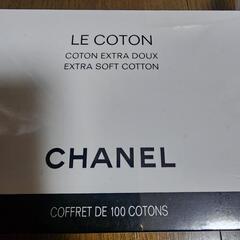 LE COTON
COTON EXTRA DOUX
EXTRA SOFT COTTON
CHANEL
COFFRET DE 100 COTONS